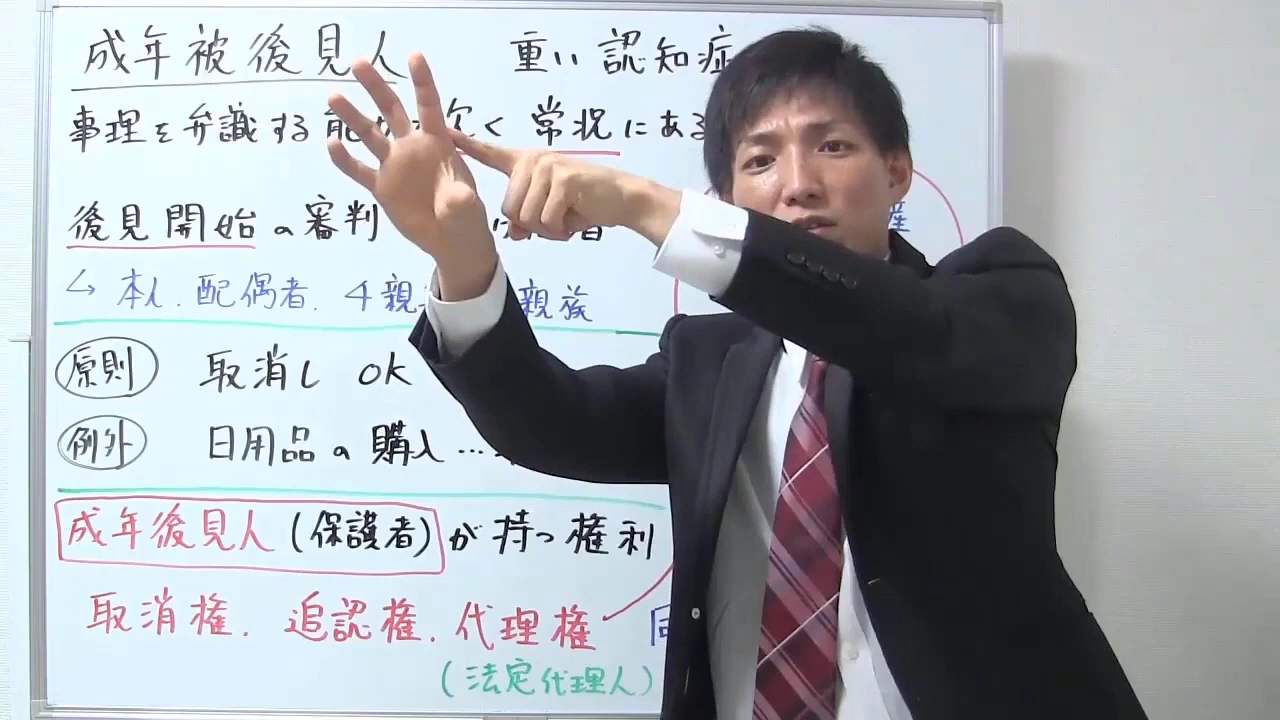 成年被後見人 重い認知症
事理を弁識する能 欠く常況にある
後見開始の審判 者
↳ 本人.配偶者.4親 親族 産
原則 取消し OK
例外 日用品の購入…
成年後見人(保護者)が持つ権利
取消権.追認権.代理権 同
(法定代理人)